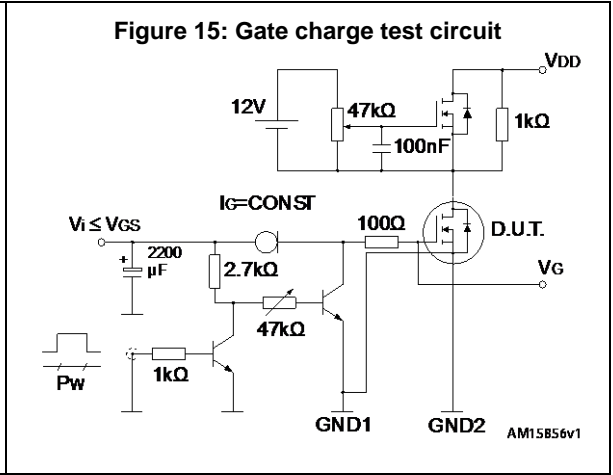 Figure 15: Gate charge test circuit
VDD
12V
47kΩ
1kΩ
100nF
IG=CONST
Vi ≤ VGS
100Ω
D.U.T.
2200
+
µF
2.7kΩ
VG
47kΩ
1kΩ
PW
GND1
GND2
AM15856v1